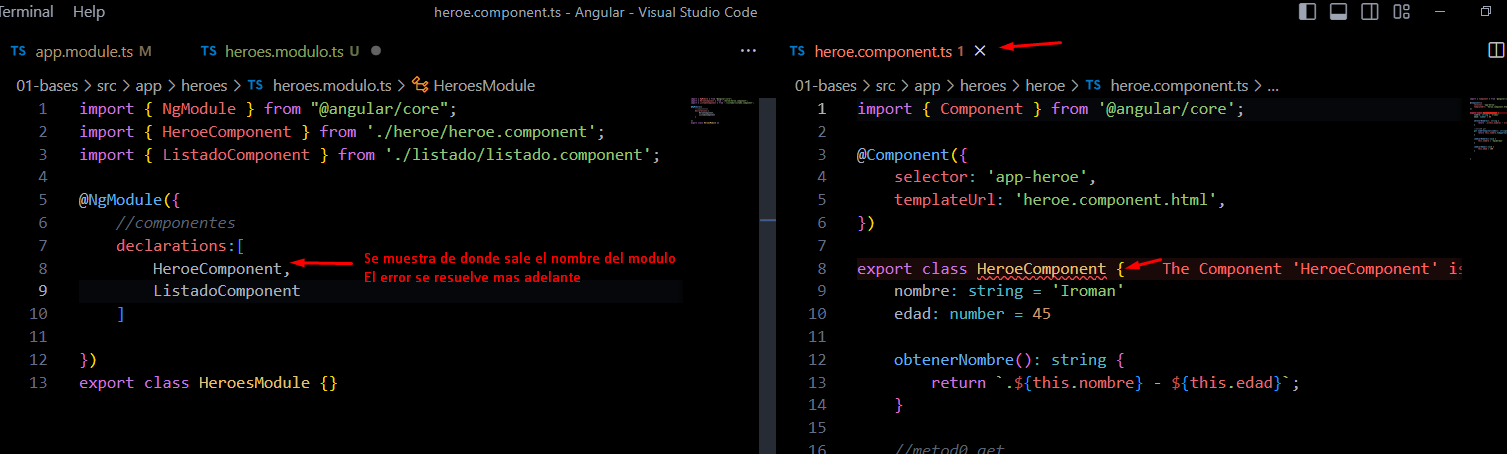 Terminal Help
heroe.component.ts - Angular - Visual Studio Code
TS app.module.ts M TS heroes.modulo.ts U ● ···
01-bases > src > app > heroes > TS heroes.modulo.ts > HeroesModule
1 import { NgModule } from "@angular/core";
2 import { HeroeComponent } from './heroe/heroe.component';
3 import { ListadoComponent } from './listado/listado.component';
4
5 @NgModule({
6 //componentes
7 declarations:[
8 HeroeComponent,
9 ListadoComponent
10 ]
11
12 })
13 export class HeroesModule {}
Se muestra de donde sale el nombre del modulo
El error se resuelve mas adelante
TS heroe.component.ts 1
01-bases > src > app > heroes > heroe > TS heroe.component.ts > ...
1 import { Component } from '@angular/core';
2
3 @Component({
4 selector: 'app-heroe',
5 templateUrl: 'heroe.component.html',
6 })
7
8 export class HeroeComponent { The Component 'HeroeComponent' is
9 nombre: string = 'Iroman'
10 edad: number = 45
11
12 obtenerNombre(): string {
13 return `.${this.nombre} - ${this.edad}`;
14 }
15
16 //metod0 get